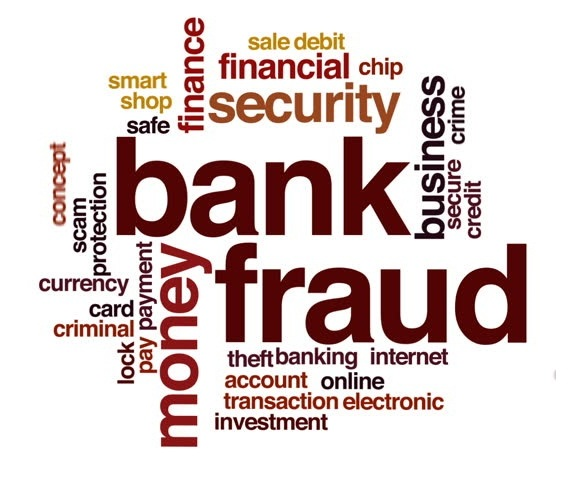 sale debit
finance
financial chip
smart
shop
security
safe
business
crime
bank
concept
scam
protection
secure
credit
fraud
money
payment
currency
card
criminal
lock
pay
theft banking internet
account online
transaction electronic
investment